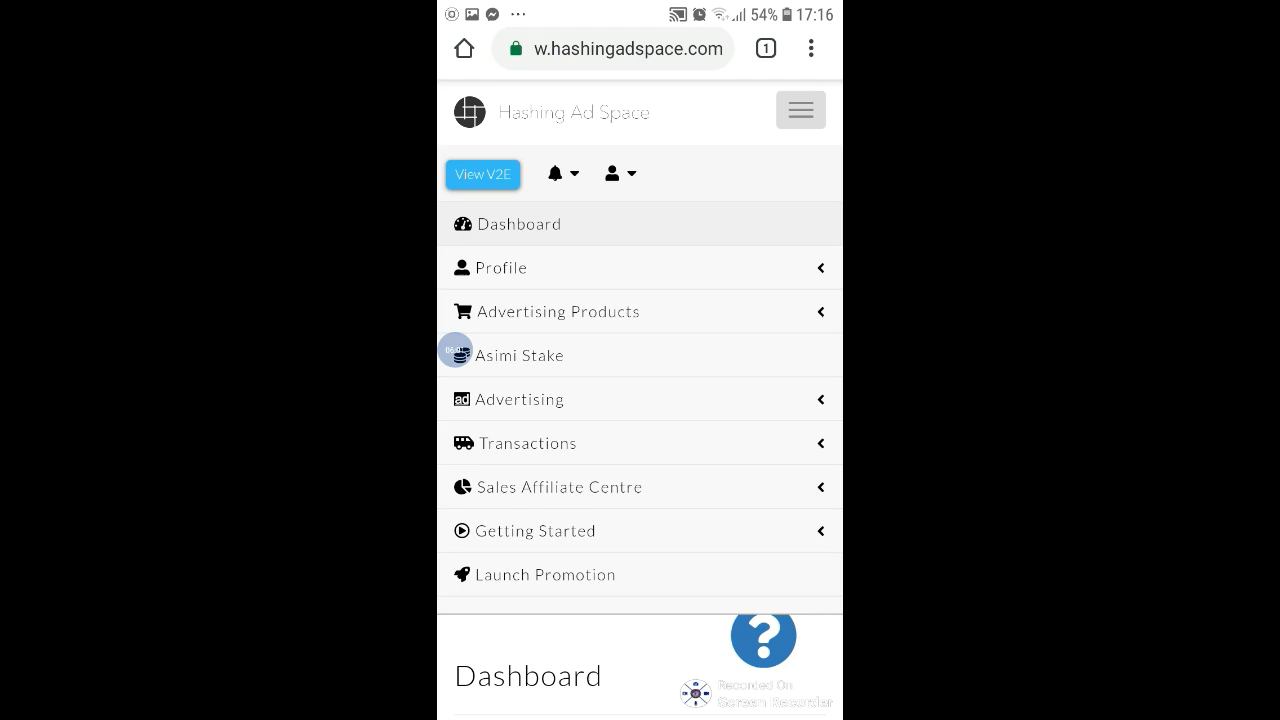 54% 17:16
w.hashingadspace.com 1
Hashing Ad Space
View V2E
Dashboard
Profile
Advertising Products
Asimi Stake
ad Advertising
Transactions
Sales Affiliate Centre
Getting Started
Launch Promotion
?
Dashboard
Recorded On
Screen Recorder